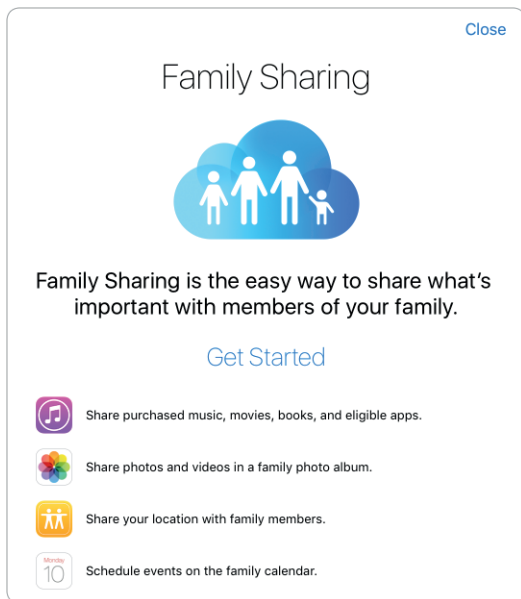 Close
Family Sharing
Family Sharing is the easy way to share what's
important with members of your family.
Get Started
Share purchased music, movies, books, and eligible apps.
Share photos and videos in a family photo album.
Share your location with family members.
Monday
10
Schedule events on the family calendar.